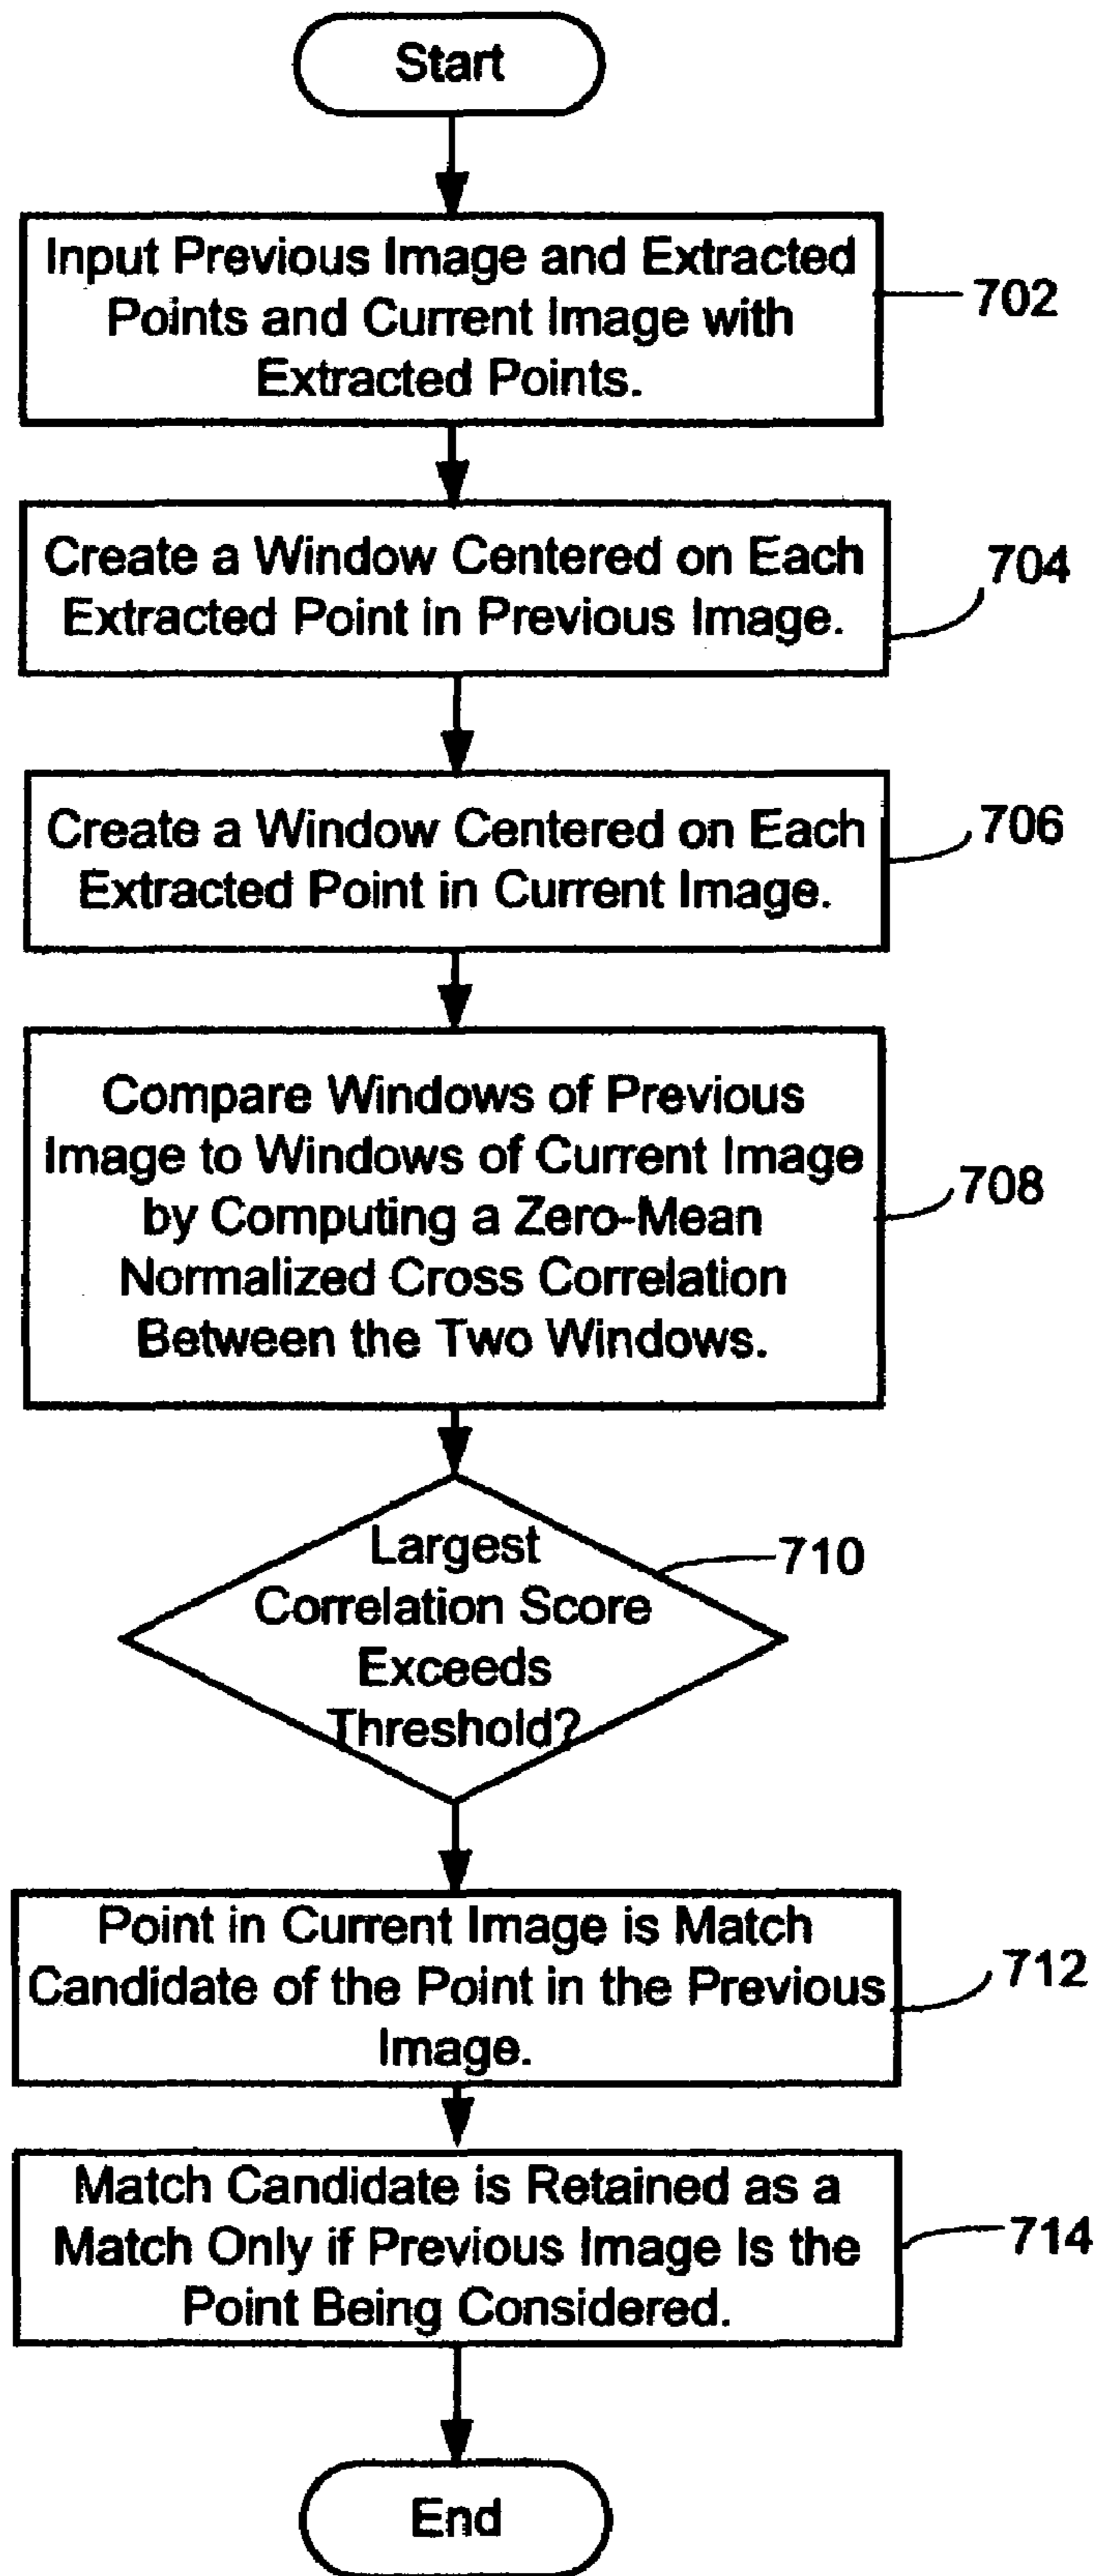 Start
Input Previous Image and Extracted
Points and Current Image with
Extracted Points.
702
Create a Window Centered on Each
Extracted Point in Previous Image.
704
Create a Window Centered on Each
Extracted Point in Current Image.
706
Compare Windows of Previous
Image to Windows of Current Image
by Computing a Zero-Mean
Normalized Cross Correlation
Between the Two Windows.
708
Largest
Correlation Score
Exceeds
Threshold?
710
Point in Current Image is Match
Candidate of the Point in the Previous
Image.
712
Match Candidate is Retained as a
Match Only if Previous Image Is the
Point Being Considered.
714
End